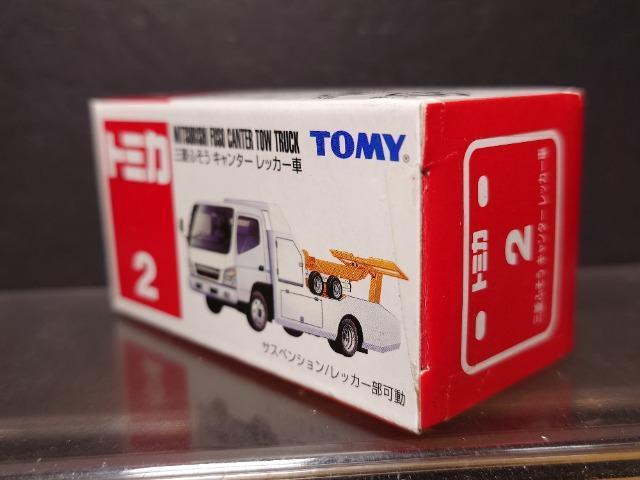 トミカ
2
MITSUBISHI FUSO CANTER TOW TRUCK
三菱ふそう キャンター レッカー車
TOMY®
サスペンション/レッカー部可動
トミカ
2
三菱ふそう キャンター レッカー車